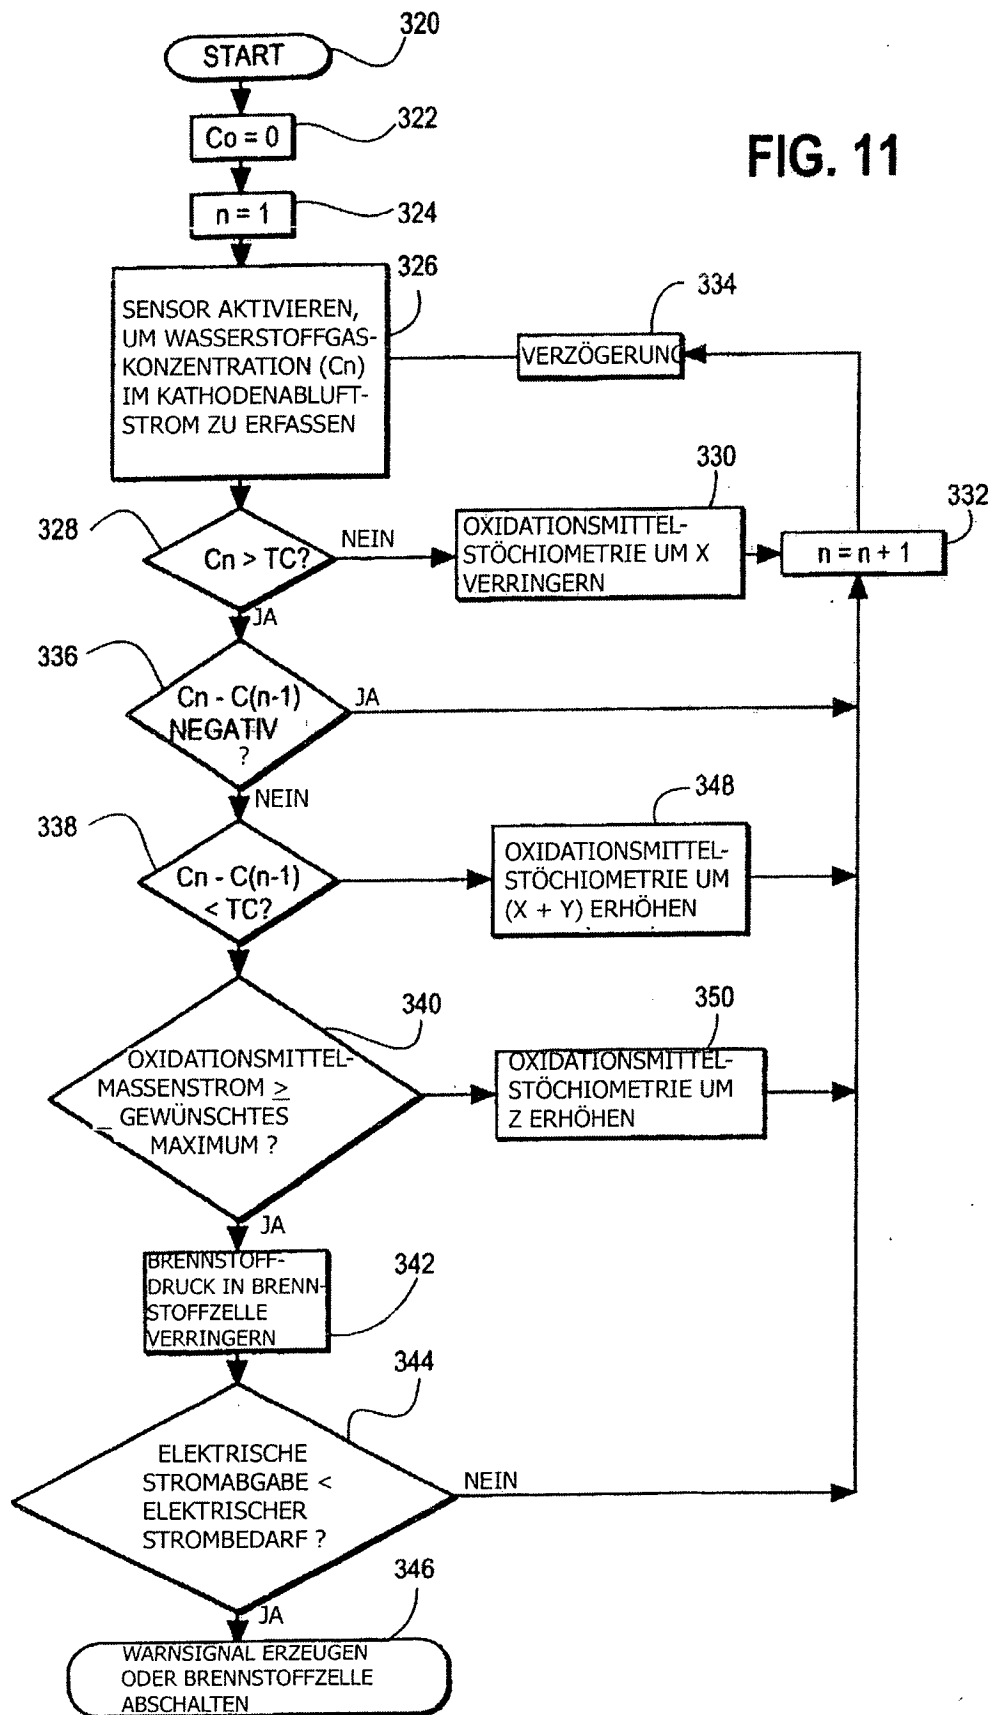 320
START
322
Co = 0
FIG. 11
n = 1
324
326
SENSOR AKTIVIEREN,
UM WASSERSTOFFGAS-
KONZENTRATION (Cn)
IM KATHODENABLUFT-
STROM ZU ERFASSEN
334
VERZÖGERUNG
330
332
328
Cn > TC?
NEIN
OXIDATIONSMITTEL-
STÖCHIOMETRIE UM X
VERRINGERN
n = n + 1
JA
336
Cn - C(n-1)
NEGATIV
?
JA
NEIN
338
348
Cn - C(n-1)
< TC?
OXIDATIONSMITTEL-
STÖCHIOMETRIE UM
(X + Y) ERHÖHEN
340
350
OXIDATIONSMITTEL-
MASSENSTROM ≥
_ GEWÜNSCHTES
MAXIMUM ?
OXIDATIONSMITTEL-
STÖCHIOMETRIE UM
Z ERHÖHEN
JA
342
BRENNSTOFF-
DRUCK IN BRENN-
STOFFZELLE
VERRINGERN
344
ELEKTRISCHE
STROMABGABE <
ELEKTRISCHER
STROMBEDARF ?
NEIN
346
JA
WARNSIGNAL ERZEUGEN
ODER BRENNSTOFFZELLE
ABSCHALTEN